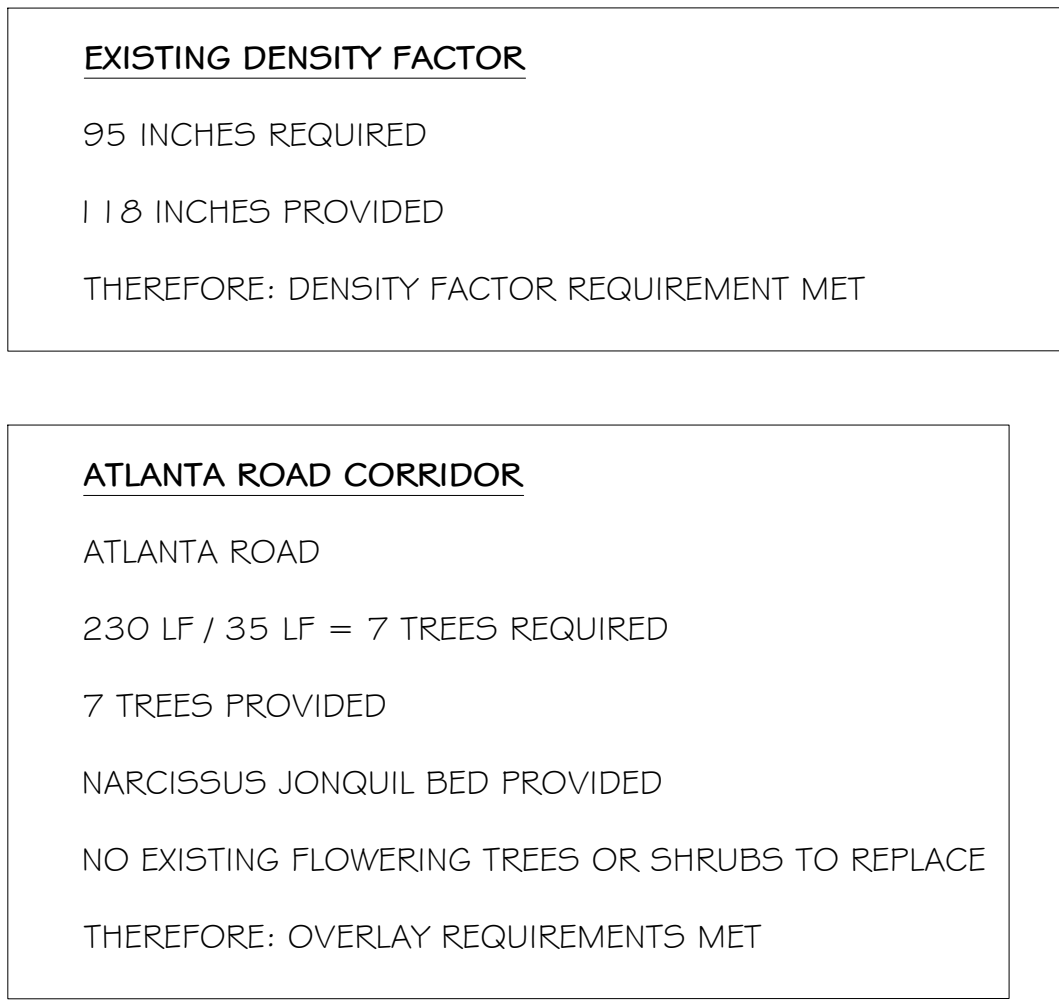 EXISTING DENSITY FACTOR
95 INCHES REQUIRED
118 INCHES PROVIDED
THEREFORE: DENSITY FACTOR REQUIREMENT MET
ATLANTA ROAD CORRIDOR
ATLANTA ROAD
230 LF / 35 LF = 7 TREES REQUIRED
7 TREES PROVIDED
NARCISSUS JONQUIL BED PROVIDED
NO EXISTING FLOWERING TREES OR SHRUBS TO REPLACE
THEREFORE: OVERLAY REQUIREMENTS MET